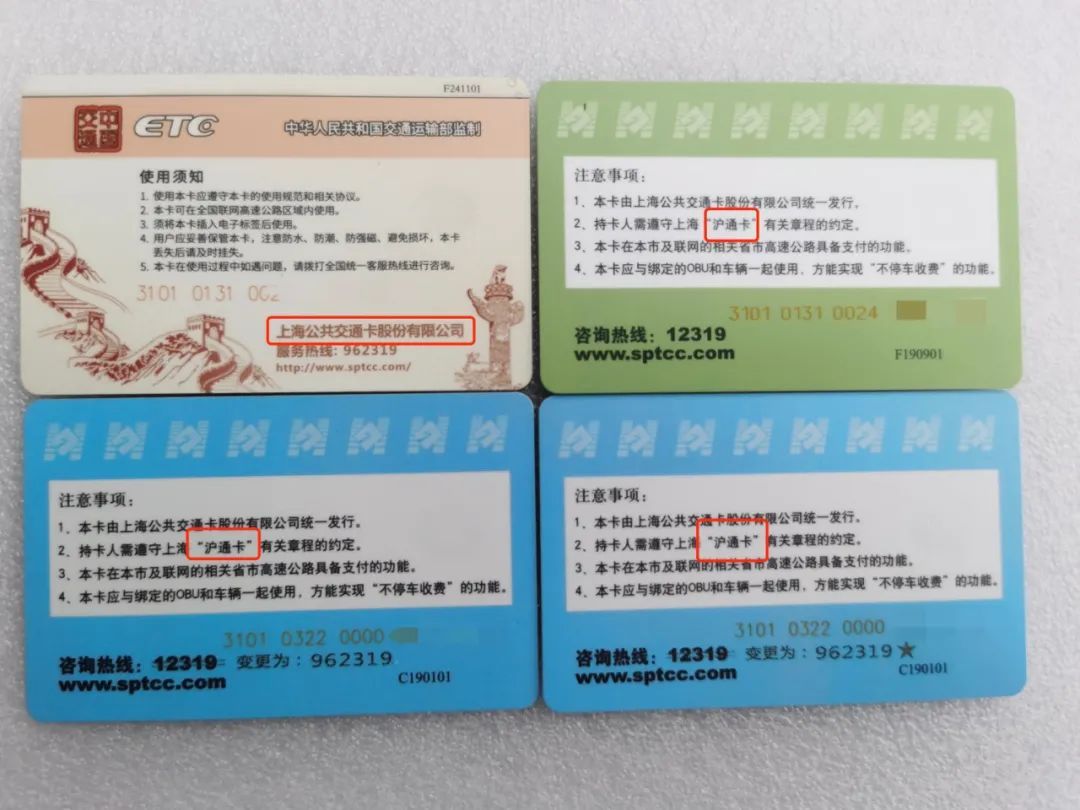 F241101
中交
国通
ETC
中华人民共和国交通运输部监制
使用须知
1. 使用本卡应遵守本卡的使用规范和相关协议。
2. 本卡可在全国联网高速公路区域内使用。
3. 须将本卡插入电子标签后使用。
4. 用户应妥善保管本卡，注意防水、防潮、防强磁、避免损坏，本卡
丢失后请及时挂失。
5. 本卡在使用过程中如遇问题，请拨打全国统一客服热线进行咨询。
3101 0131 002
上海公共交通卡股份有限公司
服务热线: 962319
http://www.sptcc.com/
注意事项：
1、本卡由上海公共交通卡股份有限公司统一发行。
2、持卡人需遵守上海“沪通卡”有关章程的约定。
3、本卡在本市及联网的相关省市高速公路具备支付的功能。
4、本卡应与绑定的OBU和车辆一起使用，方能实现“不停车收费”的功能。
3101 0131 0024
咨询热线：12319
www.sptcc.com
F190901
注意事项：
1、本卡由上海公共交通卡股份有限公司统一发行。
2、持卡人需遵守上海“沪通卡”有关章程的约定。
3、本卡在本市及联网的相关省市高速公路具备支付的功能。
4、本卡应与绑定的OBU和车辆一起使用，方能实现“不停车收费”的功能。
3101 0322 0000
咨询热线：12319 变更为：962319
www.sptcc.com
C190101
注意事项：
1、本卡由上海公共交通卡股份有限公司统一发行。
2、持卡人需遵守上海“沪通卡”有关章程的约定。
3、本卡在本市及联网的相关省市高速公路具备支付的功能。
4、本卡应与绑定的OBU和车辆一起使用，方能实现“不停车收费”的功能。
3101 0322 0000
咨询热线：12319 变更为：962319★
www.sptcc.com
C190101